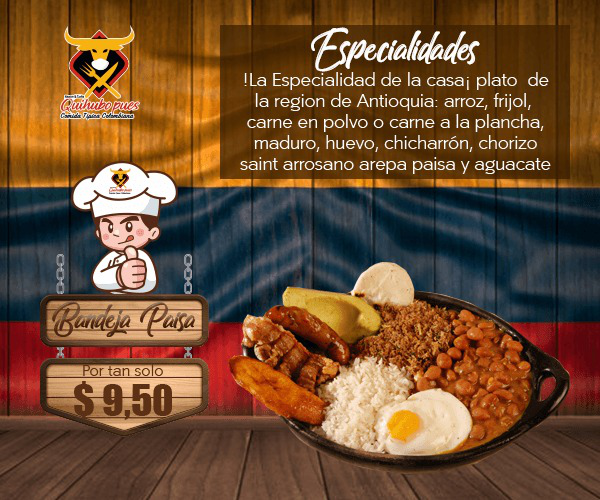 Especialidades
!La Especialidad de la casa¡ plato de
la region de Antioquia: arroz, frijol,
carne en polvo o carne a la plancha,
maduro, huevo, chicharrón, chorizo
saint arrosano arepa paisa y aguacate
Quihubo pues
Comida Típica Colombiana
Bandeja Paisa
Por tan solo
$ 9,50